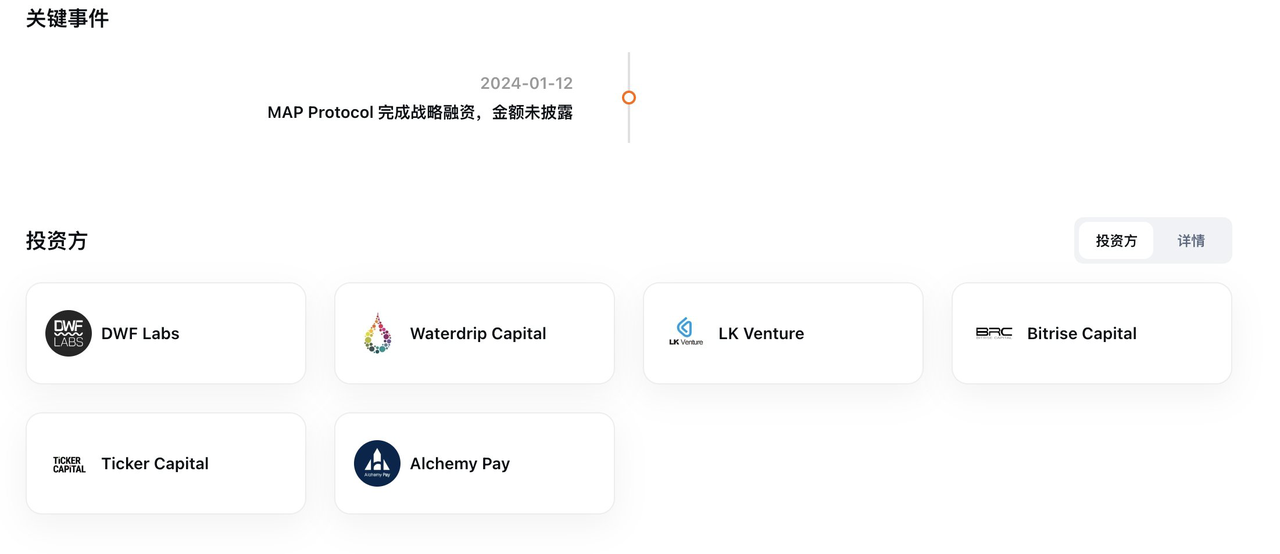 关键事件
2024-01-12
MAP Protocol 完成战略融资，金额未披露
投资方
投资方 详情
DWF LABS
DWF Labs
Waterdrip Capital
LK Venture
LK Venture
BRC
BITRISE CAPITAL
Bitrise Capital
TiCKER CAPiTAL
Ticker Capital
Alchemy Pay
Alchemy Pay